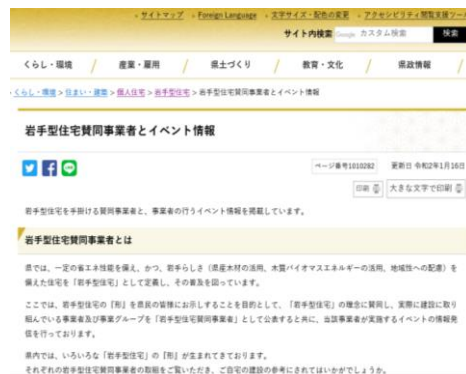 サイトマップ Foreign Language 文字サイズ・配色の変更 アクセシビリティ閲覧支援ツール
サイト内検索 Google カスタム検索 検索
くらし・環境 / 産業・雇用 / 県土づくり / 教育・文化 / 県政情報 /
くらし・環境 > 住まい・建築 > 個人住宅 > 岩手型住宅 > 岩手型住宅賛同事業者とイベント情報
岩手型住宅賛同事業者とイベント情報
ページ番号1010282 更新日 令和2年1月16日
印刷 大きな文字で印刷
岩手型住宅を手掛ける賛同事業者と、事業者の行うイベント情報を掲載しています。
岩手型住宅賛同事業者とは
県では、一定の省エネ性能を備え、かつ、岩手らしさ（県産木材の活用、木質バイオマスエネルギーの活用、地域性への配慮）を
備えた住宅を「岩手型住宅」として定義し、その普及を図っています。
ここでは、岩手型住宅の『形』を県民の皆様にお示しすることを目的として、「岩手型住宅」の理念に賛同し、実際に建設に取り
組んでいる事業者及び事業グループを「岩手型住宅賛同事業者」として公表すると共に、当該事業者が実施するイベントの情報発
信を行っております。
県内では、いろいろな「岩手型住宅」の『形』が生まれてきております。
それぞれの岩手型住宅賛同事業者の取組をご覧いただき、ご自宅の建設の参考にされてはいかがでしょうか。